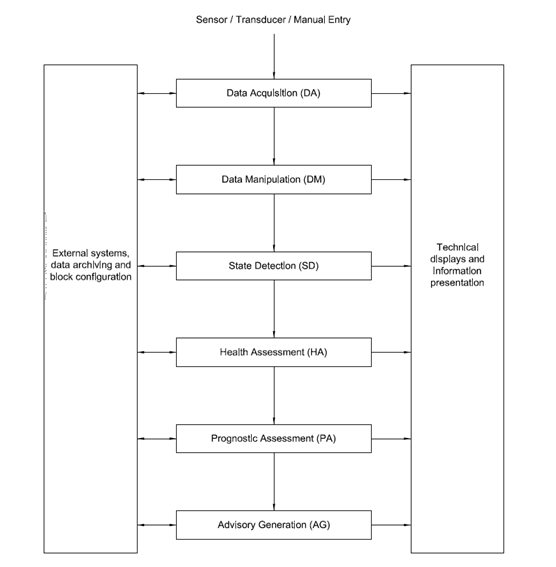 Sensor / Transducer / Manual Entry
Data Acquisition (DA)
Data Manipulation (DM)
External systems,
data archiving and
block configuration
State Detection (SD)
Technical
displays and
information
presentation
Health Assessment (HA)
Prognostic Assessment (PA)
Advisory Generation (AG)